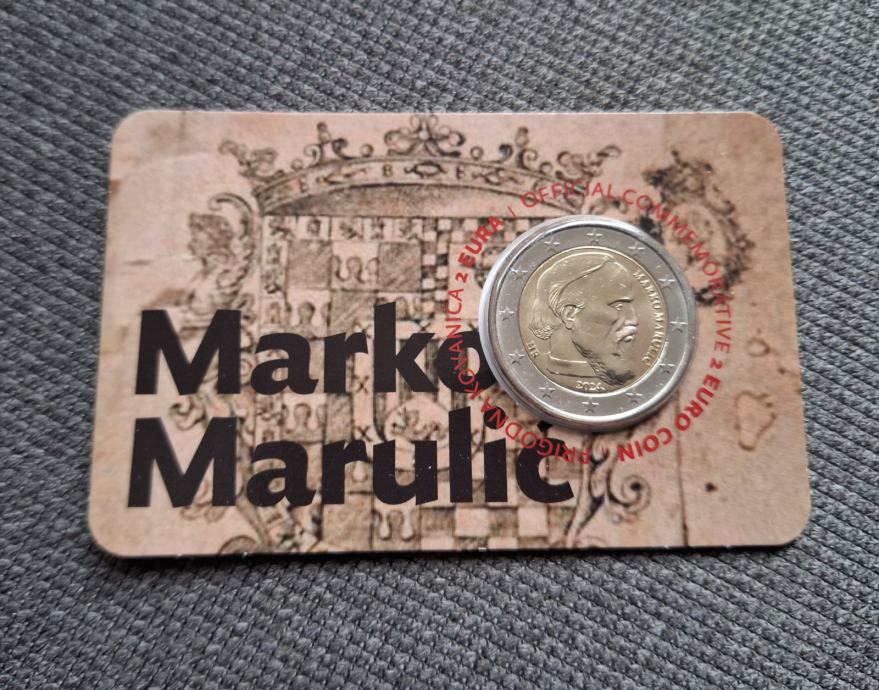 Marko
Marulić
PRIGODNA KOVANICA 2 EURA / OFFICIAL COMMEMORATIVE 2 EURO COIN /
MARKO MARULIĆ
HR
2024.